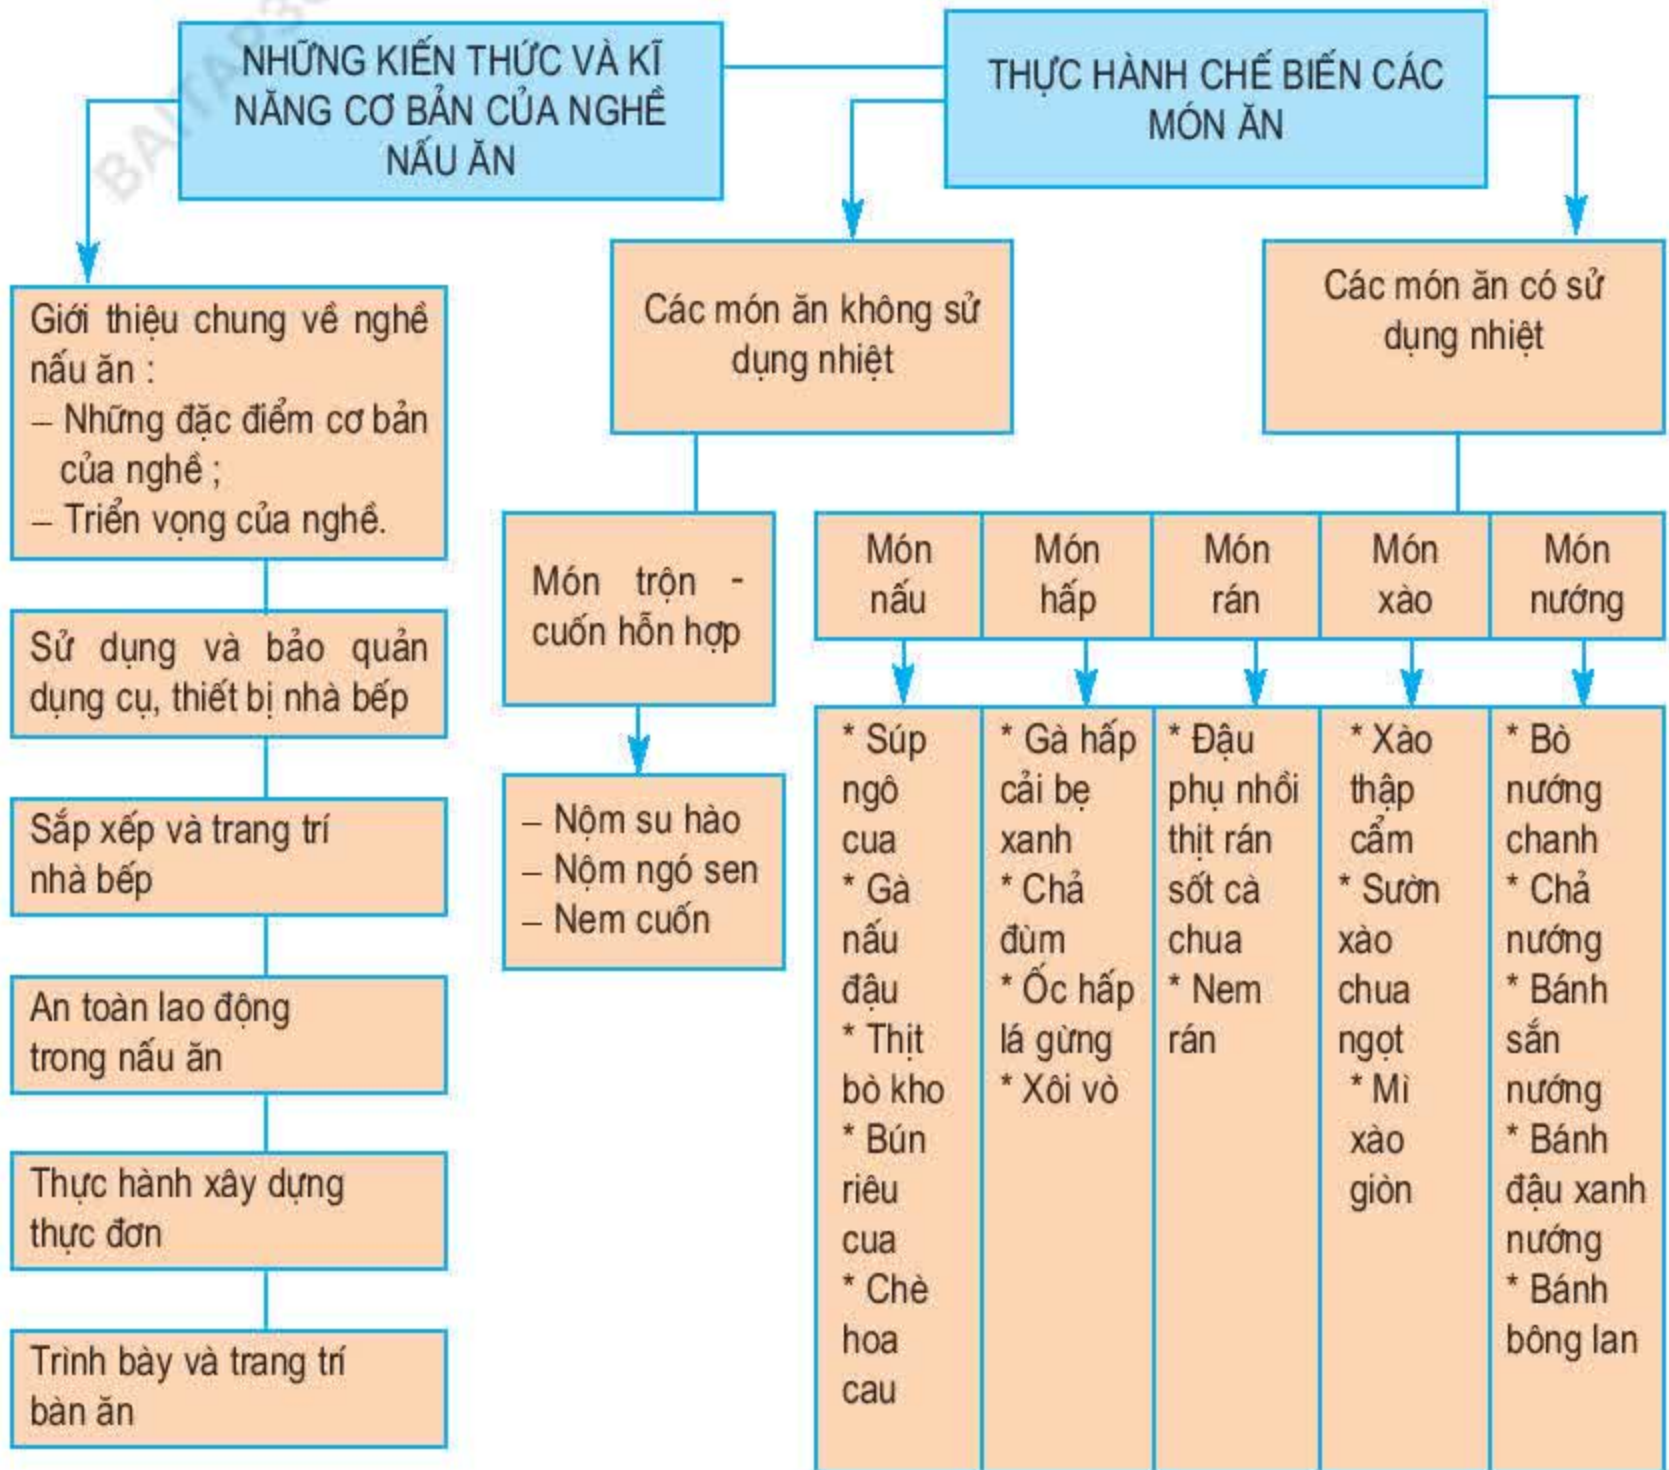 NHỮNG KIẾN THỨC VÀ KĨ
NĂNG CƠ BẢN CỦA NGHỀ
NẤU ĂN
THỰC HÀNH CHẾ BIẾN CÁC
MÓN ĂN
Giới thiệu chung về nghề
nấu ăn :
– Những đặc điểm cơ bản
của nghề ;
– Triển vọng của nghề.
Sử dụng và bảo quản
dụng cụ, thiết bị nhà bếp
Sắp xếp và trang trí
nhà bếp
An toàn lao động
trong nấu ăn
Thực hành xây dựng
thực đơn
Trình bày và trang trí
bàn ăn
Các món ăn không sử
dụng nhiệt
Món trộn -
cuốn hỗn hợp
– Nộm su hào
– Nộm ngó sen
– Nem cuốn
Các món ăn có sử
dụng nhiệt
Món
nấu
* Súp
ngô
cua
* Gà
nấu
đậu
* Thịt
bò kho
* Bún
riêu
cua
* Chè
hoa
cau
Món
hấp
* Gà hấp
cải bẹ
xanh
* Chả
đùm
* Ốc hấp
lá gừng
* Xôi vò
Món
rán
* Đậu
phụ nhồi
thịt rán
sốt cà
chua
* Nem
rán
Món
xào
* Xào
thập
cẩm
* Sườn
xào
chua
ngọt
* Mì
xào
giòn
Món
nướng
* Bò
nướng
chanh
* Chả
nướng
* Bánh
sắn
nướng
* Bánh
đậu xanh
nướng
* Bánh
bông lan